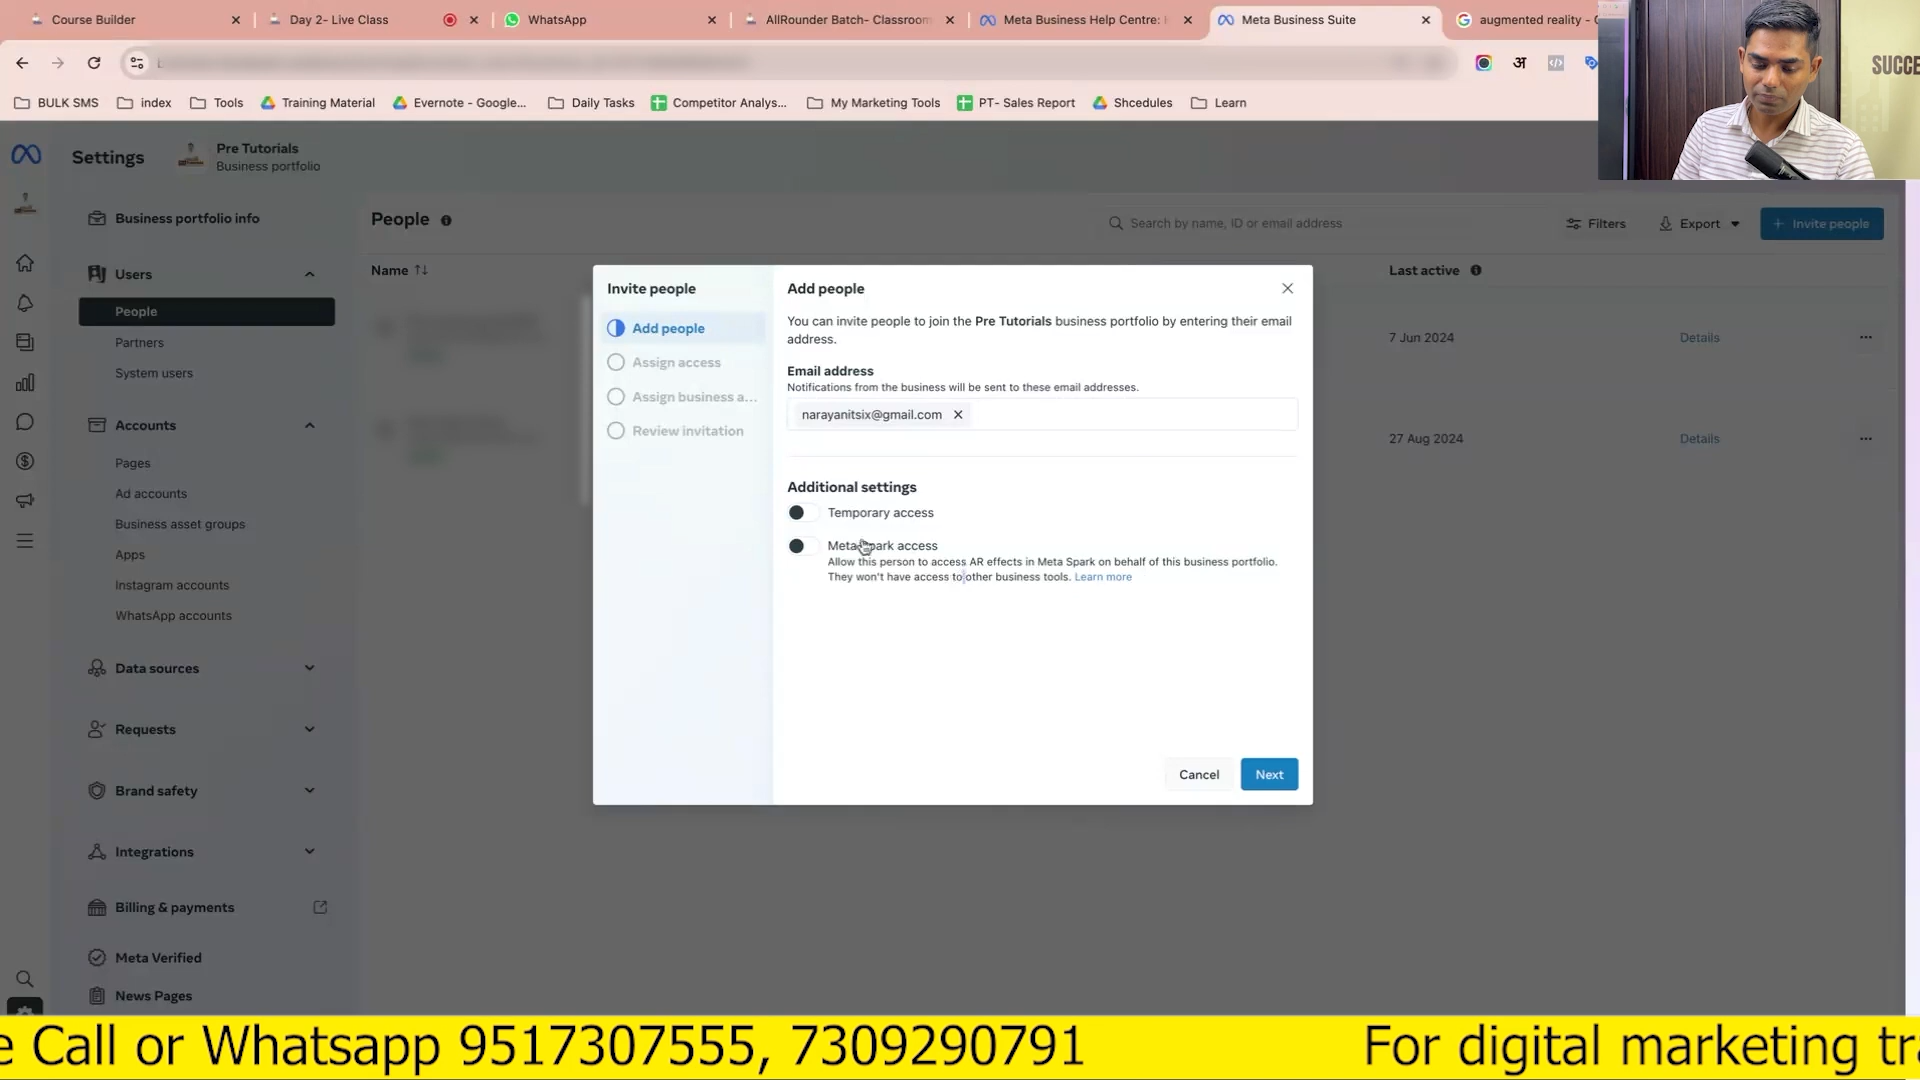 Course Builder
Day 2- Live Class
WhatsApp
AllRounder Batch- Classroom
Meta Business Help Centre:
Meta Business Suite
augmented reality -
SUCCE
अ
BULK SMS
index
Tools
Training Material
Evernote - Google...
Daily Tasks
Competitor Analys...
My Marketing Tools
PT- Sales Report
Shcedules
Learn
Settings
Pre Tutorials
Business portfolio
Business portfolio info
Users
People
Partners
System users
Accounts
Pages
Ad accounts
Business asset groups
Apps
Instagram accounts
WhatsApp accounts
Data sources
Requests
Brand safety
Integrations
Billing & payments
Meta Verified
News Pages
People
Search by name, ID or email address
Filters
Export
+ Invite people
Name
Last active
7 Jun 2024
Details
27 Aug 2024
Details
Invite people
Add people
Assign access
Assign business a...
Review invitation
Add people
You can invite people to join the Pre Tutorials business portfolio by entering their email
address.
Email address
Notifications from the business will be sent to these email addresses.
narayanitsix@gmail.com
Additional settings
Temporary access
Meta Spark access
Allow this person to access AR effects in Meta Spark on behalf of this business portfolio.
They won't have access to other business tools. Learn more
Cancel
Next
e Call or Whatsapp 9517307555, 7309290791
For digital marketing tra